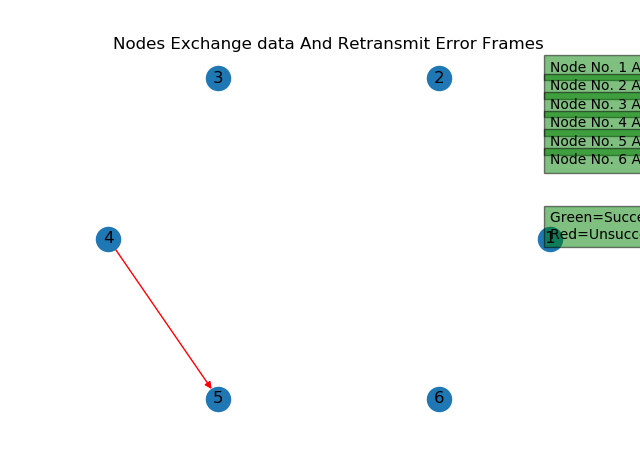 Nodes Exchange data And Retransmit Error Frames
3
2
Node No. 1 A
Node No. 2 A
Node No. 3 A
Node No. 4 A
Node No. 5 A
Node No. 6 A
Green=Succe
Red=Unsucc
4
1
5
6